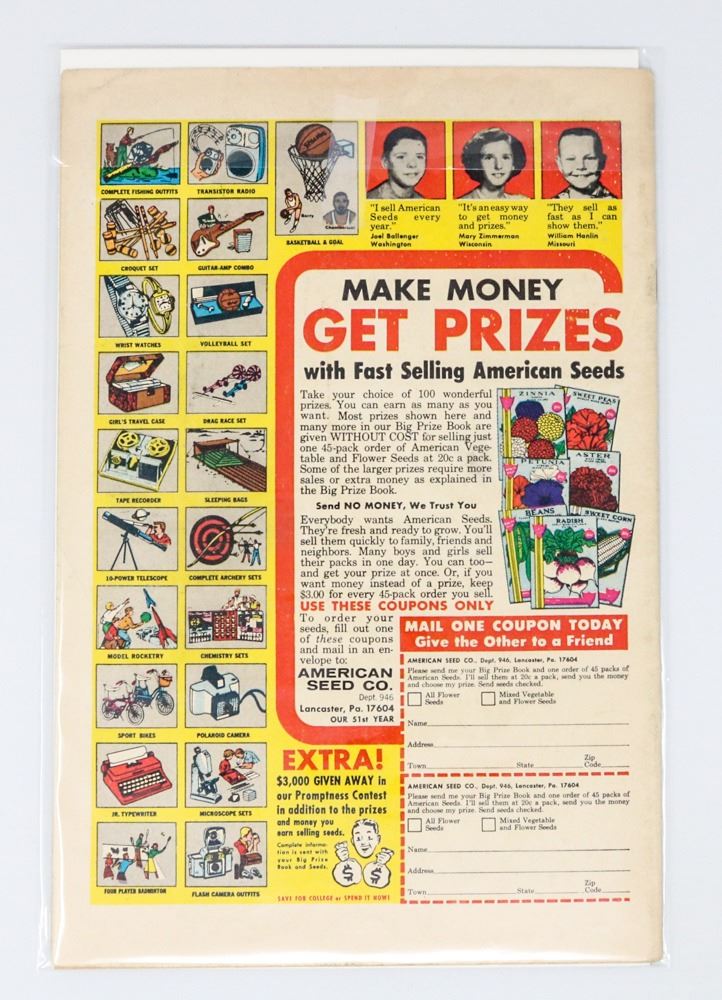 COMPLETE FISHING OUTFITS
TRANSISTOR RADIO
SPALDING
Barry
Chamberlain
BASKETBALL & GOAL
CROQUET SET
GUITAR-AMP COMBO
WRIST WATCHES
VOLLEYBALL SET
GIRL'S TRAVEL CASE
DRAG RACE SET
TAPE RECORDER
SLEEPING BAGS
10-POWER TELESCOPE
COMPLETE ARCHERY SETS
MODEL ROCKETRY
CHEMISTRY SETS
SPORT BIKES
POLAROID CAMERA
JR. TYPEWRITER
MICROSCOPE SETS
FOUR PLAYER BADMINTON
FLASH CAMERA OUTFITS
"I sell American
Seeds every
year."
Joel Ballenger
Washington
"It's an easy way
to get money
and prizes."
Mary Zimmerman
Wisconsin
"They sell as
fast as I can
show them."
William Hanlin
Missouri
MAKE MONEY
GET PRIZES
with Fast Selling American Seeds
Take your choice of 100 wonderful
prizes. You can earn as many as you
want. Most prizes shown here and
many more in our Big Prize Book are
given WITHOUT COST for selling just
one 45-pack order of American Vege-
table and Flower Seeds at 20c a pack.
Some of the larger prizes require more
sales or extra money as explained in
the Big Prize Book.
Send NO MONEY, We Trust You
Everybody wants American Seeds.
They're fresh and ready to grow. You'll
sell them quickly to family, friends and
neighbors. Many boys and girls sell
their packs in one day. You can too—
and get your prize at once. Or, if you
want money instead of a prize, keep
$3.00 for every 45-pack order you sell.
USE THESE COUPONS ONLY
To order your
seeds, fill out one
of these coupons
and mail in an en-
velope to:
AMERICAN
SEED CO.
Dept. 946
Lancaster, Pa. 17604
OUR 51st YEAR
ZINNIA
SWEET PEAS
PETUNIA
ASTER
BEANS
RADISH
SWEET CORN
EXTRA!
$3,000 GIVEN AWAY in
our Promptness Contest
in addition to the prizes
and money you
earn selling seeds.
Complete informa-
tion is sent with
your Big Prize
Book and Seeds.
$ $
SAVE FOR COLLEGE or SPEND IT NOW!
MAIL ONE COUPON TODAY
Give the Other to a Friend
AMERICAN SEED CO., Dept. 946, Lancaster, Pa. 17604
Please send me your Big Prize Book and one order of 45 packs of
American Seeds. I'll sell them at 20c a pack, send you the money
and choose my prize. Send seeds checked.
All Flower Seeds
Mixed Vegetable and Flower Seeds
Name
Address
Town State Zip Code
AMERICAN SEED CO., Dept. 946, Lancaster, Pa. 17604
Please send me your Big Prize Book and one order of 45 packs of
American Seeds. I'll sell them at 20c a pack, send you the money
and choose my prize. Send seeds checked.
All Flower Seeds
Mixed Vegetable and Flower Seeds
Name
Address
Town State Zip Code